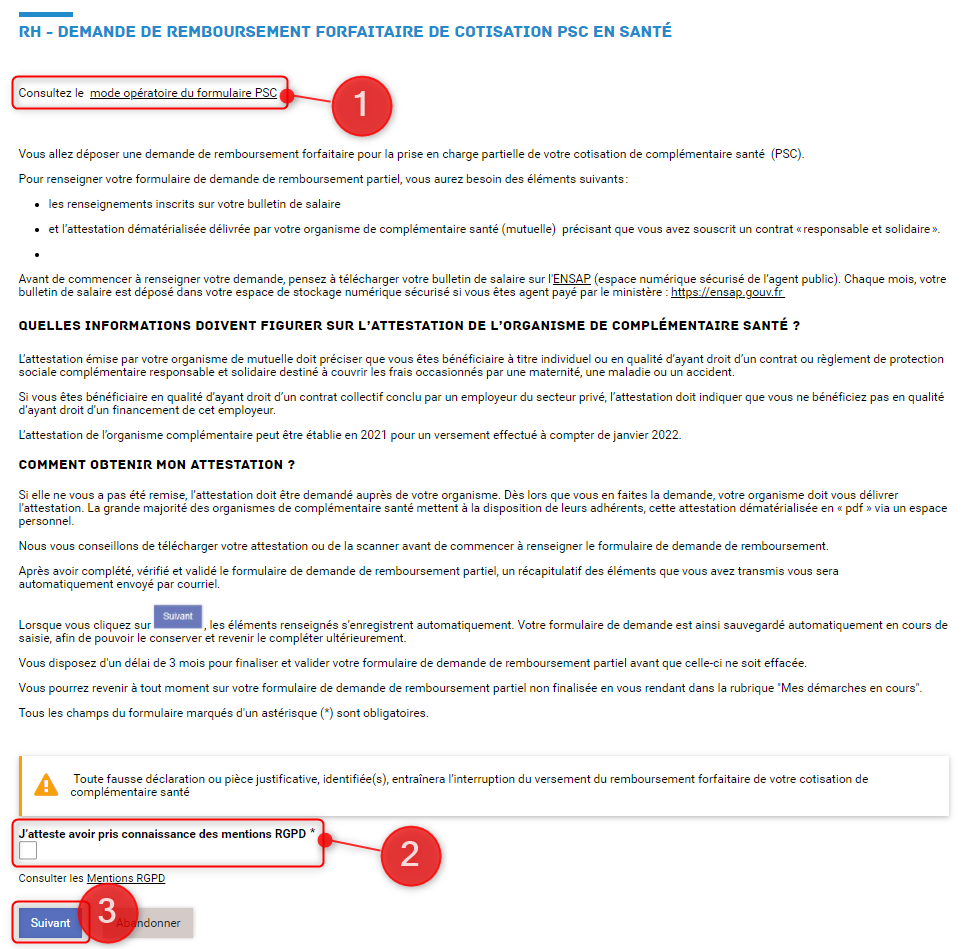 RH - DEMANDE DE REMBOURSEMENT FORFAITAIRE DE COTISATION PSC EN SANTÉ
Consultez le mode opératoire du formulaire PSC
1
Vous allez déposer une demande de remboursement forfaitaire pour la prise en charge partielle de votre cotisation de complémentaire santé (PSC).
Pour renseigner votre formulaire de demande de remboursement partiel, vous aurez besoin des éléments suivants :
• les renseignements inscrits sur votre bulletin de salaire
• et l'attestation dématérialisée délivrée par votre organisme de complémentaire santé (mutuelle) précisant que vous avez souscrit un contrat « responsable et solidaire ».
•
Avant de commencer à renseigner votre demande, pensez à télécharger votre bulletin de salaire sur l'ENSAP (espace numérique sécurisé de l'agent public). Chaque mois, votre
bulletin de salaire est déposé dans votre espace de stockage numérique sécurisé si vous êtes agent payé par le ministère : https://ensap.gouv.fr
QUELLES INFORMATIONS DOIVENT FIGURER SUR L'ATTESTATION DE L'ORGANISME DE COMPLÉMENTAIRE SANTÉ ?
L'attestation émise par votre organisme de mutuelle doit préciser que vous êtes bénéficiaire à titre individuel ou en qualité d'ayant droit d'un contrat ou règlement de protection
sociale complémentaire responsable et solidaire destiné à couvrir les frais occasionnés par une maternité, une maladie ou un accident.
Si vous êtes bénéficiaire en qualité d'ayant droit d'un contrat collectif conclu par un employeur du secteur privé, l'attestation doit indiquer que vous ne bénéficiez pas en qualité
d'ayant droit d'un financement de cet employeur.
L'attestation de l'organisme complémentaire peut être établie en 2021 pour un versement effectué à compter de janvier 2022.
COMMENT OBTENIR MON ATTESTATION ?
Si elle ne vous a pas été remise, l'attestation doit être demandé auprès de votre organisme. Dès lors que vous en faites la demande, votre organisme doit vous délivrer
l'attestation. La grande majorité des organismes de complémentaire santé mettent à la disposition de leurs adhérents, cette attestation dématérialisée en « pdf » via un espace
personnel.
Nous vous conseillons de télécharger votre attestation ou de la scanner avant de commencer à renseigner le formulaire de demande de remboursement.
Après avoir complété, vérifié et validé le formulaire de demande de remboursement partiel, un récapitulatif des éléments que vous avez transmis vous sera
automatiquement envoyé par courriel.
Lorsque vous cliquez sur Suivant , les éléments renseignés s'enregistrent automatiquement. Votre formulaire de demande est ainsi sauvegardé automatiquement en cours de
saisie, afin de pouvoir le conserver et revenir le compléter ultérieurement.
Vous disposez d'un délai de 3 mois pour finaliser et valider votre formulaire de demande de remboursement partiel avant que celle-ci ne soit effacée.
Vous pourrez revenir à tout moment sur votre formulaire de demande de remboursement partiel non finalisée en vous rendant dans la rubrique "Mes démarches en cours".
Tous les champs du formulaire marqués d'un astérisque (*) sont obligatoires.
Toute fausse déclaration ou pièce justificative, identifiée(s), entraînera l'interruption du versement du remboursement forfaitaire de votre cotisation de
complémentaire santé
J'atteste avoir pris connaissance des mentions RGPD *
2
Consulter les Mentions RGPD
Suivant
3
Abandonner